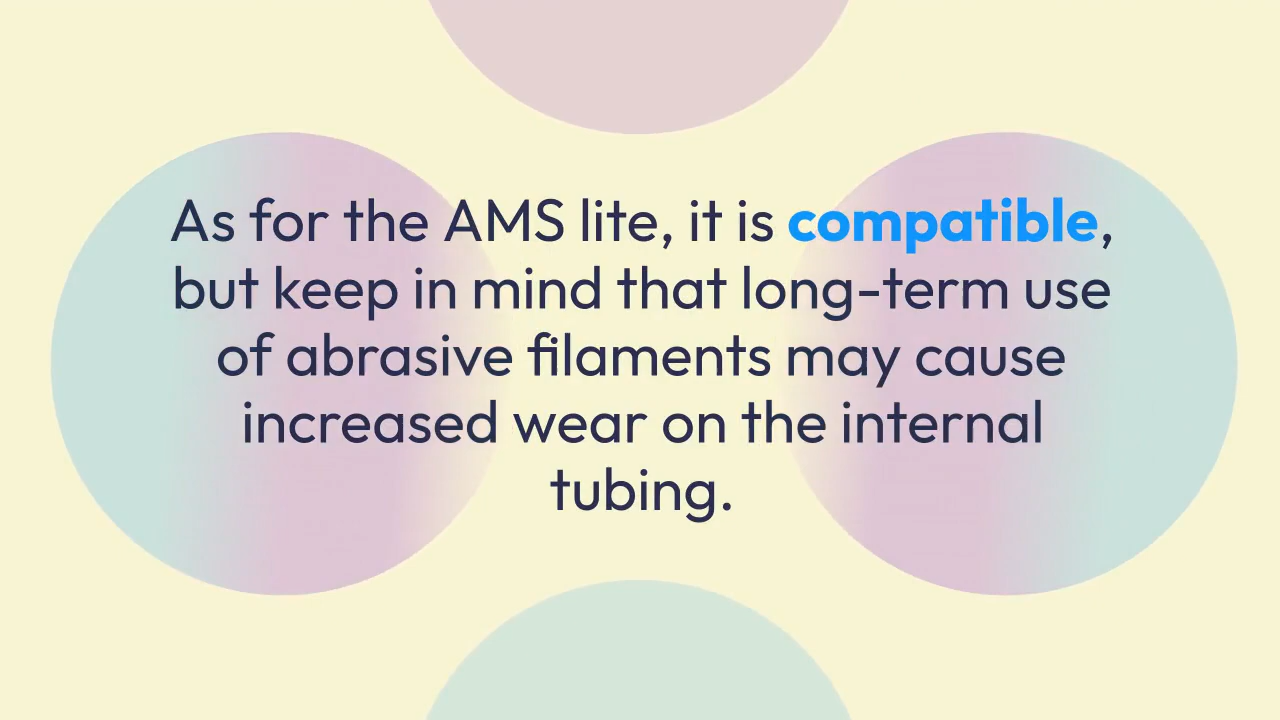 As for the AMS lite, it is compatible,
but keep in mind that long-term use
of abrasive filaments may cause
increased wear on the internal
tubing.